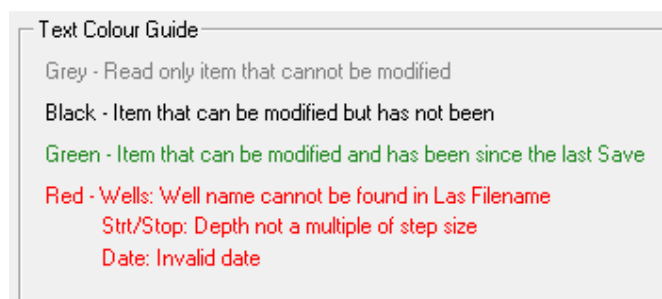 Text Colour Guide
Grey - Read only item that cannot be modified
Black - Item that can be modified but has not been
Green - Item that can be modified and has been since the last Save
Red - Wells: Well name cannot be found in Las Filename
Strt/Stop: Depth not a multiple of step size
Date: Invalid date